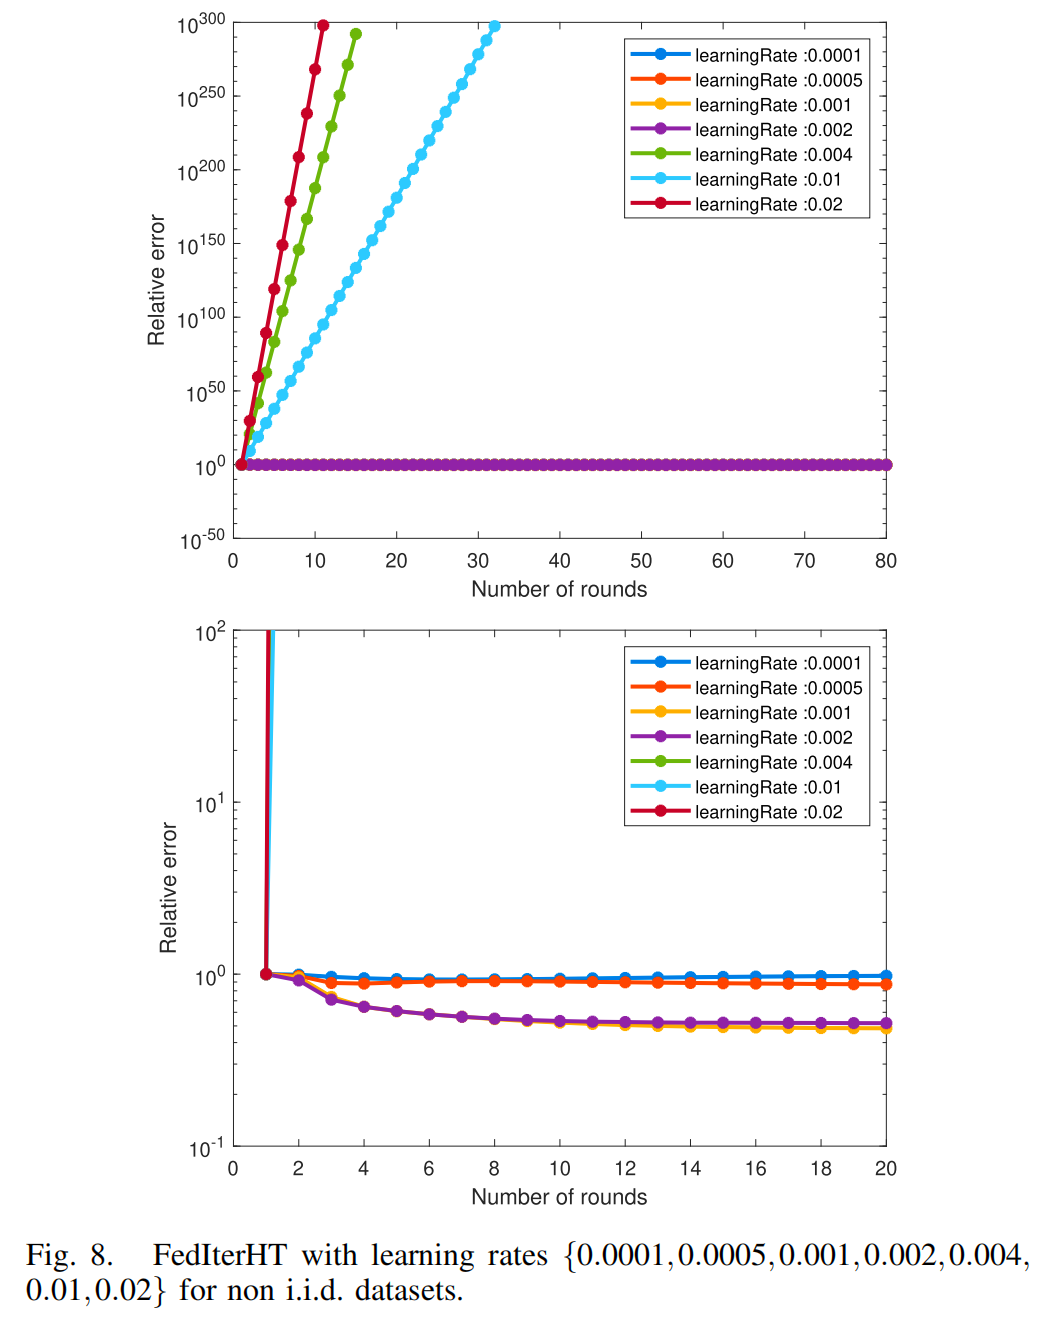 10^300
10^250
10^200
10^150
10^100
10^50
10^0
10^-50
Relative error
learningRate :0.0001
learningRate :0.0005
learningRate :0.001
learningRate :0.002
learningRate :0.004
learningRate :0.01
learningRate :0.02
0 10 20 30 40 50 60 70 80
Number of rounds
10^2
10^1
10^0
10^-1
Relative error
learningRate :0.0001
learningRate :0.0005
learningRate :0.001
learningRate :0.002
learningRate :0.004
learningRate :0.01
learningRate :0.02
0 2 4 6 8 10 12 14 16 18 20
Number of rounds
Fig. 8. FedIterHT with learning rates {0.0001,0.0005,0.001,0.002,0.004,
0.01,0.02} for non i.i.d. datasets.